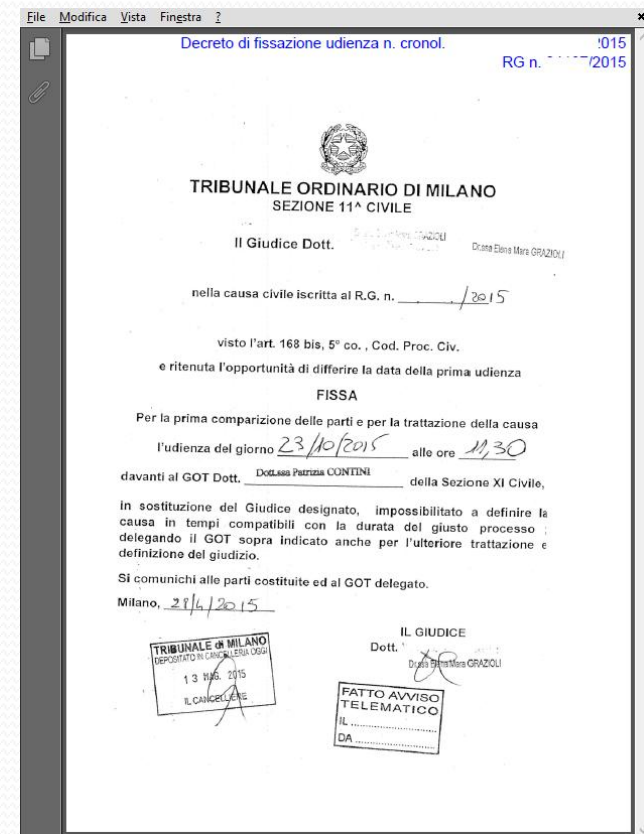 File Modifica Vista Finestra ?
Decreto di fissazione udienza n. cronol. 2015
RG n. /2015
TRIBUNALE ORDINARIO DI MILANO
SEZIONE 11^ CIVILE
Il Giudice Dott. Dr.ssa Elena Mara GRAZIOLI
nella causa civile iscritta al R.G. n. ________/2015
visto l'art. 168 bis, 5° co. , Cod. Proc. Civ.
e ritenuta l'opportunità di differire la data della prima udienza
FISSA
Per la prima comparizione delle parti e per la trattazione della causa
l'udienza del giorno 23/10/2015 alle ore 11,30
davanti al GOT Dott. Dott.ssa Patrizia CONTINI della Sezione XI Civile,
in sostituzione del Giudice designato, impossibilitato a definire la
causa in tempi compatibili con la durata del giusto processo ;
delegando il GOT sopra indicato anche per l'ulteriore trattazione e
definizione del giudizio.
Si comunichi alle parti costituite ed al GOT delegato.
Milano, 28/4/2015
IL GIUDICE
Dott.
Dr.ssa Elena Mara GRAZIOLI
TRIBUNALE di MILANO
DEPOSITATO IN CANCELLERIA OGGI
13 MAG. 2015
IL CANCELLIERE
FATTO AVVISO
TELEMATICO
IL ....................
DA ....................